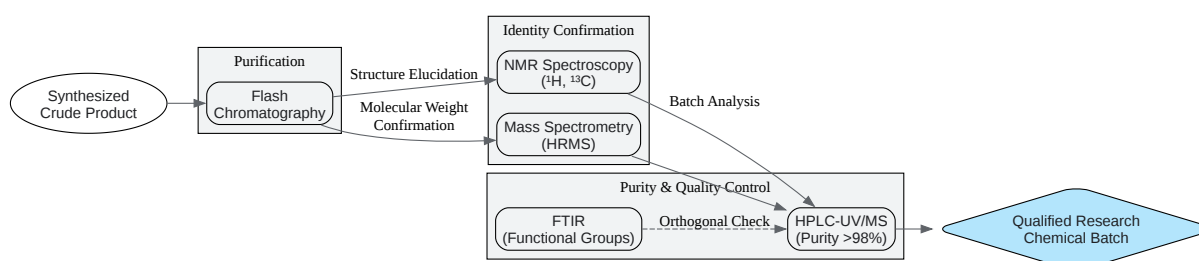 Synthesized
Crude Product
Purification
Flash
Chromatography
Structure Elucidation
Molecular Weight
Confirmation
Identity Confirmation
NMR Spectroscopy
(¹H, ¹³C)
Mass Spectrometry
(HRMS)
Batch Analysis
Purity & Quality Control
FTIR
(Functional Groups)
Orthogonal Check
HPLC-UV/MS
(Purity >98%)
Qualified Research
Chemical Batch